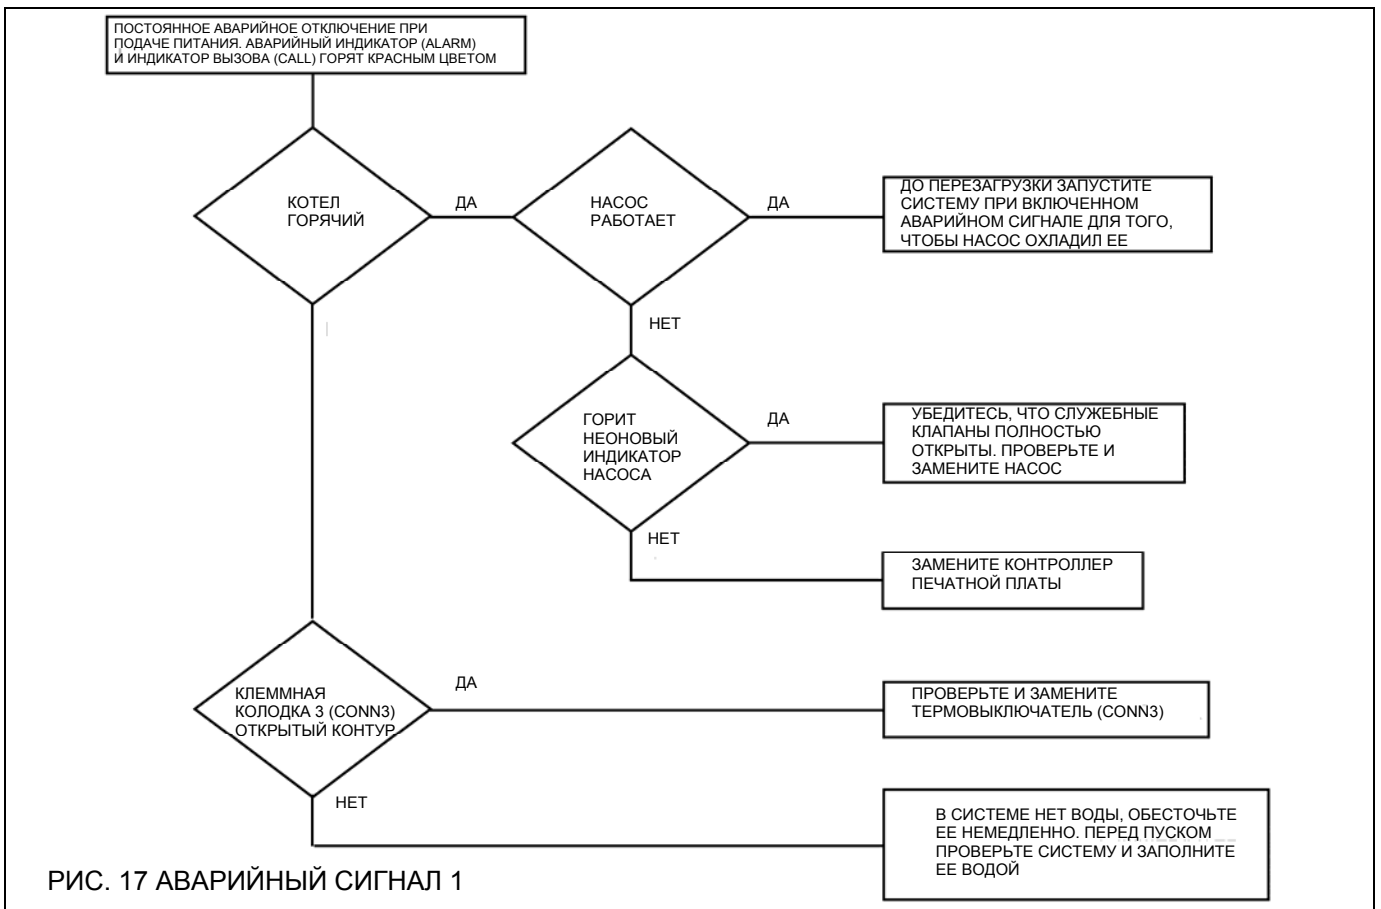 ПОСТОЯННОЕ АВАРИЙНОЕ ОТКЛЮЧЕНИЕ ПРИ
ПОДАЧЕ ПИТАНИЯ. АВАРИЙНЫЙ ИНДИКАТОР (ALARM)
И ИНДИКАТОР ВЫЗОВА (CALL) ГОРЯТ КРАСНЫМ ЦВЕТОМ
КОТЕЛ
ГОРЯЧИЙ
ДА
НАСОС
РАБОТАЕТ
ДА
ДО ПЕРЕЗАГРУЗКИ ЗАПУСТИТЕ
СИСТЕМУ ПРИ ВКЛЮЧЕННОМ
АВАРИЙНОМ СИГНАЛЕ ДЛЯ ТОГО,
ЧТОБЫ НАСОС ОХЛАДИЛ ЕЕ
НЕТ
ГОРИТ
НЕОНОВЫЙ
ИНДИКАТОР
НАСОСА
ДА
УБЕДИТЕСЬ, ЧТО СЛУЖЕБНЫЕ
КЛАПАНЫ ПОЛНОСТЬЮ
ОТКРЫТЫ. ПРОВЕРЬТЕ И
ЗАМЕНИТЕ НАСОС
НЕТ
ЗАМЕНИТЕ КОНТРОЛЛЕР
ПЕЧАТНОЙ ПЛАТЫ
КЛЕММНАЯ
КОЛОДКА 3 (CONN3)
ОТКРЫТЫЙ КОНТУР
ДА
ПРОВЕРЬТЕ И ЗАМЕНИТЕ
ТЕРМОВЫКЛЮЧАТЕЛЬ (CONN3)
НЕТ
В СИСТЕМЕ НЕТ ВОДЫ, ОБЕСТОЧЬТЕ
ЕЕ НЕМЕДЛЕННО. ПЕРЕД ПУСКОМ
ПРОВЕРЬТЕ СИСТЕМУ И ЗАПОЛНИТЕ
ЕЕ ВОДОЙ
РИС. 17 АВАРИЙНЫЙ СИГНАЛ 1